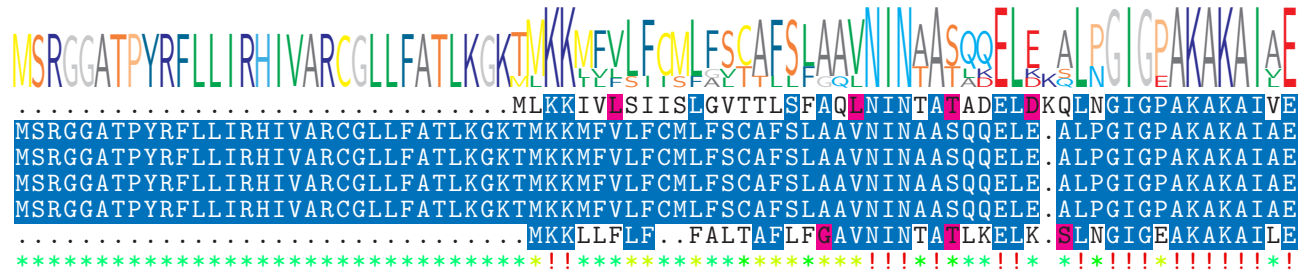 MSRGGATPYRFLLIRHIVARCGLLFATLKGKTMKKMFVLFCMLFSCAFSLAAVNINAASQQELE ALPGIGPAKAKAIAE
...............................MLKKIVLSIISLGVTTLSFAQLNINTATADELDKQLNGIGPAKAKAIVE
MSRGGATPYRFLLIRHIVARCGLLFATLKGKTMKKMFVLFCMLFSCAFSLAAVNINAASQQELE.ALPGIGPAKAKAIAE
MSRGGATPYRFLLIRHIVARCGLLFATLKGKTMKKMFVLFCMLFSCAFSLAAVNINAASQQELE.ALPGIGPAKAKAIAE
MSRGGATPYRFLLIRHIVARCGLLFATLKGKTMKKMFVLFCMLFSCAFSLAAVNINAASQQELE.ALPGIGPAKAKAIAE
MSRGGATPYRFLLIRHIVARCGLLFATLKGKTMKKMFVLFCMLFSCAFSLAAVNINAASQQELE.ALPGIGPAKAKAIAE
................................MKKLLFLF..FALTAFLFGAVNINTATLKELK.SLNGIGEAKAKAILE
*********************************!!******************!!!*!***!!* *!*!!!*!!!!!!*!